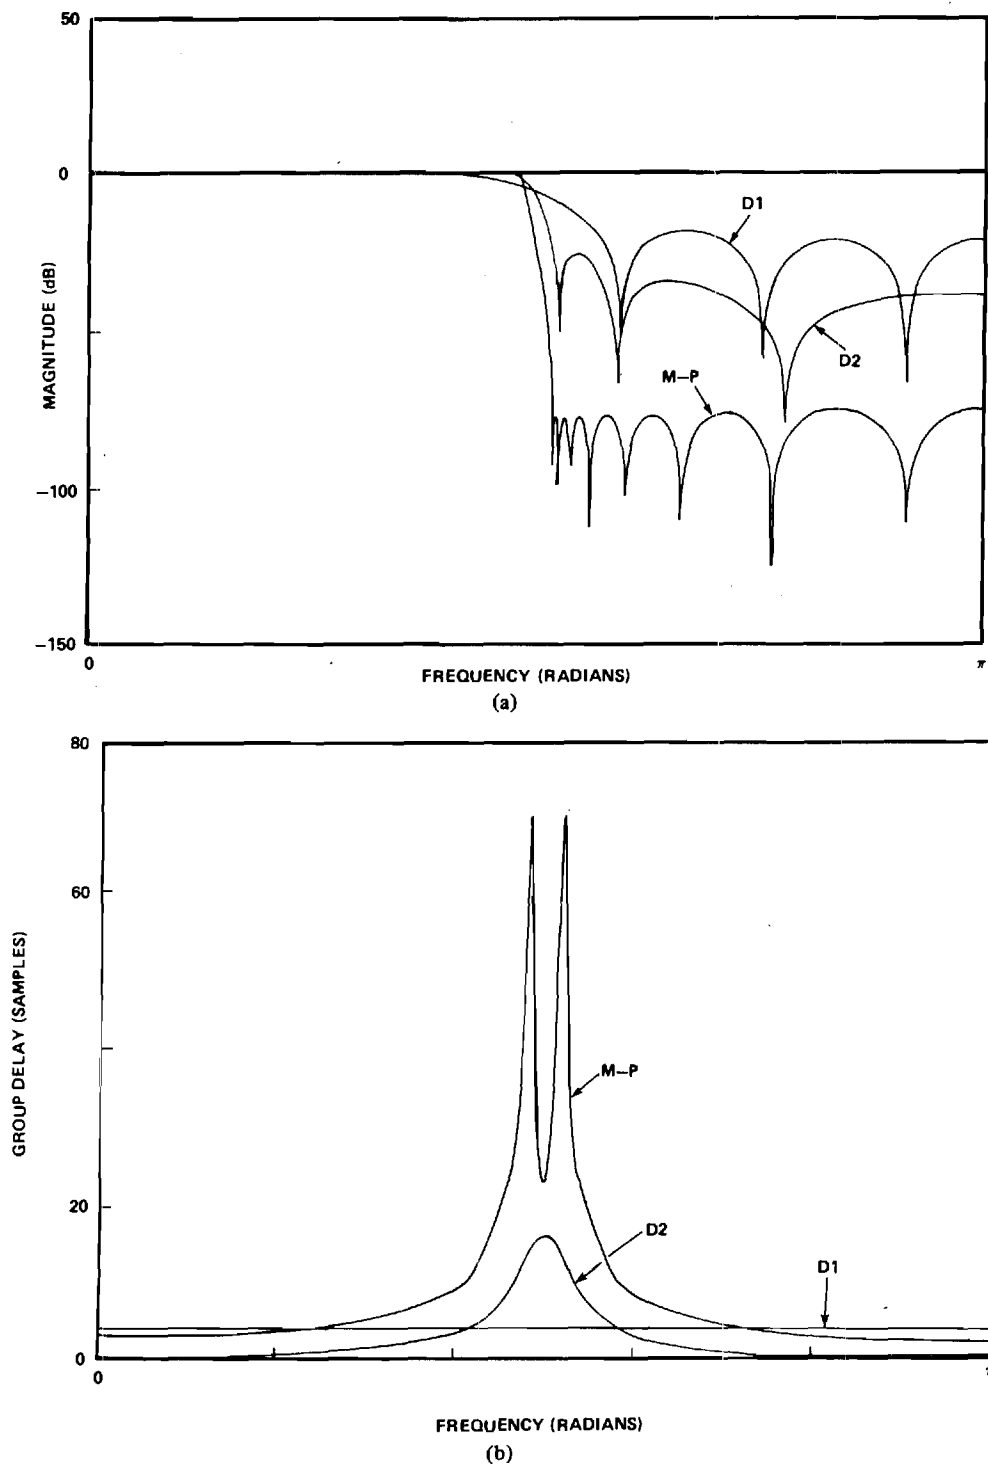 50
0
−100
−150
MAGNITUDE (dB)
D1
D2
M–P
0
π
FREQUENCY (RADIANS)
(a)
80
60
20
0
GROUP DELAY (SAMPLES)
M–P
D2
D1
0
FREQUENCY (RADIANS)
(b)